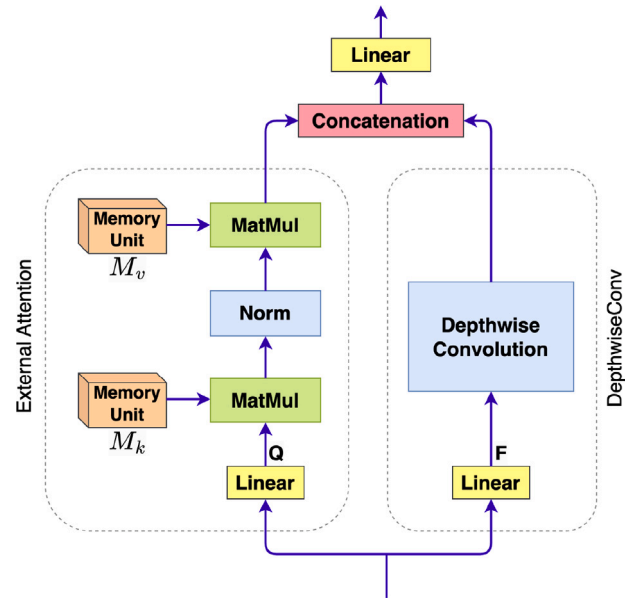 Linear
Concatenation
External Attention
Memory
Unit
M_v
MatMul
Norm
Memory
Unit
M_k
MatMul
Q
Linear
Depthwise
Convolution
F
Linear
DepthwiseConv